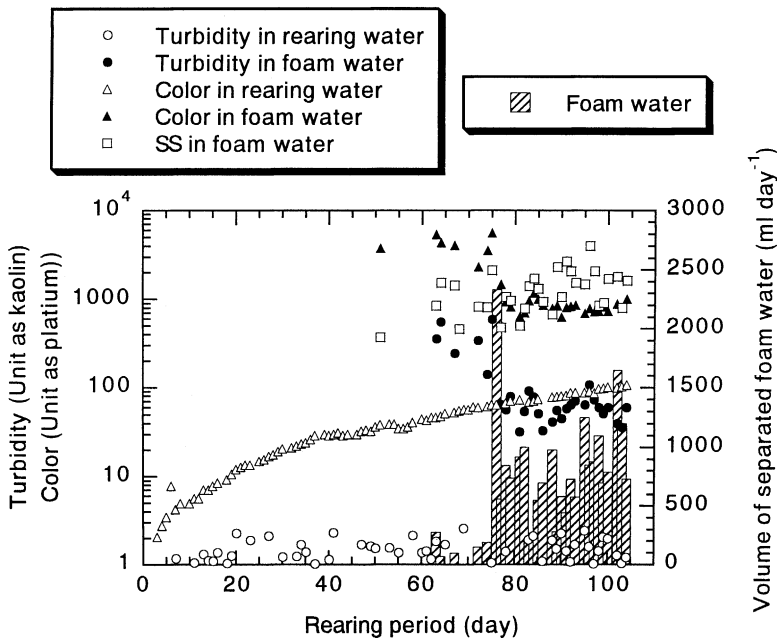 Turbidity in rearing water
Turbidity in foam water
Color in rearing water
Color in foam water
SS in foam water
Foam water
10^4
1000
100
10
1
3000
2500
2000
1500
1000
500
0
0
20
40
60
80
100
Turbidity (Unit as kaolin)
Color (Unit as platium))
Volume of separated foam water (ml day^-1)
Rearing period (day)